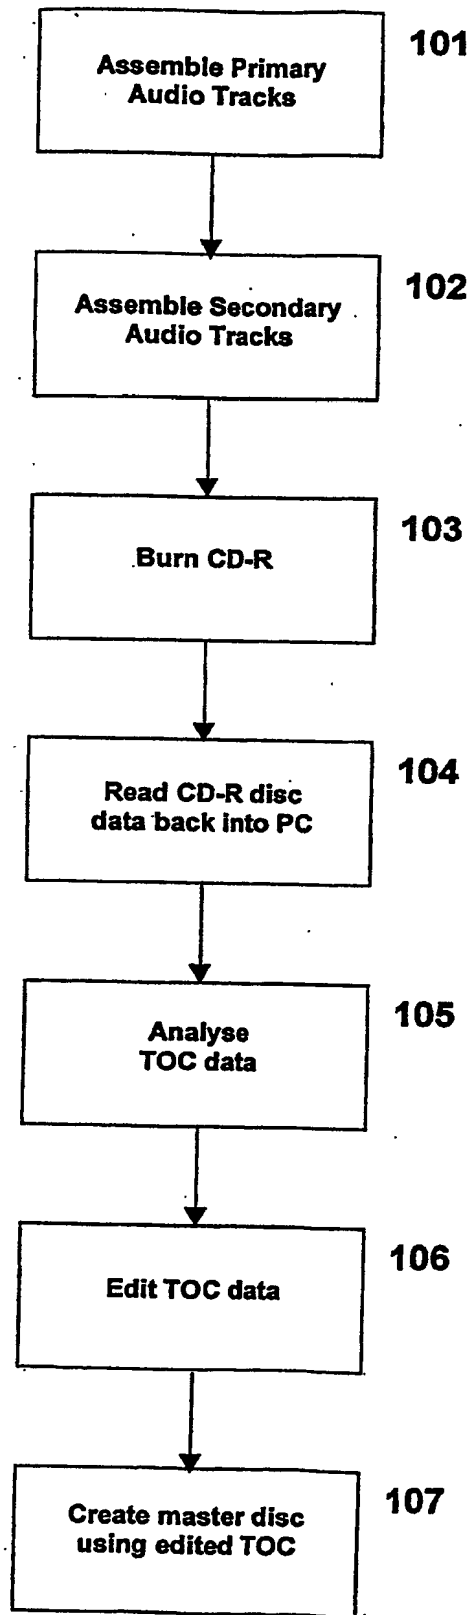 101
Assemble Primary
Audio Tracks
102
Assemble Secondary
Audio Tracks
103
Burn CD-R
104
Read CD-R disc
data back into PC
105
Analyse
TOC data
106
Edit TOC data
107
Create master disc
using edited TOC